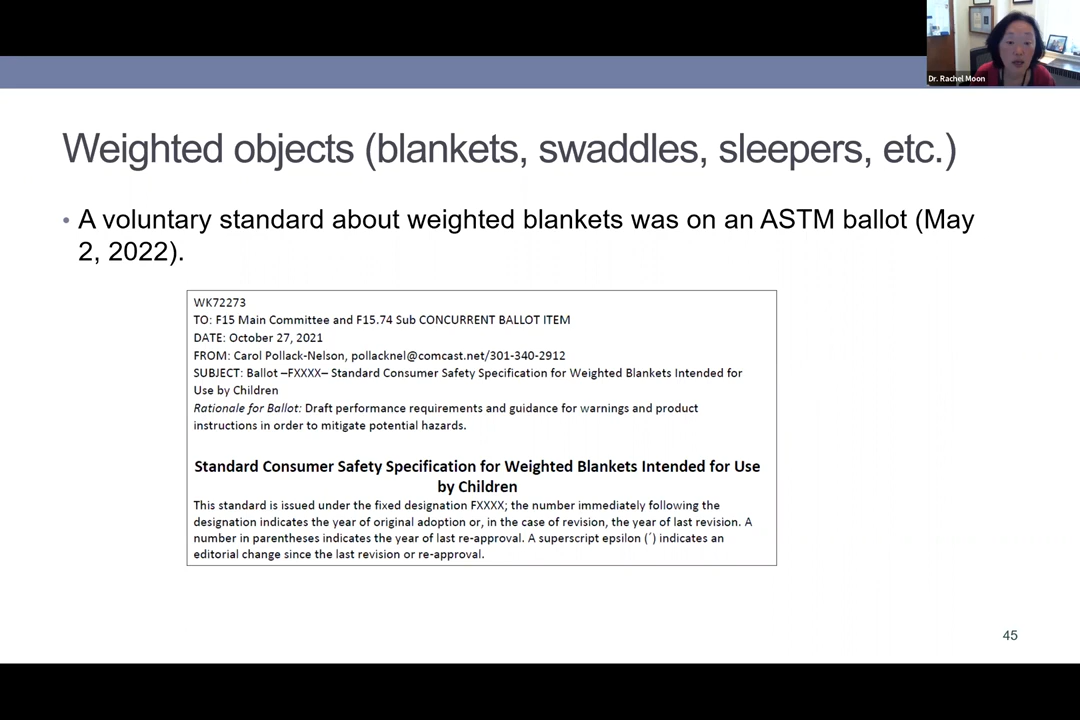 Dr. Rachel Moon
Weighted objects (blankets, swaddles, sleepers, etc.)
• A voluntary standard about weighted blankets was on an ASTM ballot (May
2, 2022).
WK72273
TO: F15 Main Committee and F15.74 Sub CONCURRENT BALLOT ITEM
DATE: October 27, 2021
FROM: Carol Pollack-Nelson, pollacknel@comcast.net/301-340-2912
SUBJECT: Ballot –FXXXX– Standard Consumer Safety Specification for Weighted Blankets Intended for
Use by Children
Rationale for Ballot: Draft performance requirements and guidance for warnings and product
instructions in order to mitigate potential hazards.
Standard Consumer Safety Specification for Weighted Blankets Intended for Use
by Children
This standard is issued under the fixed designation FXXXX; the number immediately following the
designation indicates the year of original adoption or, in the case of revision, the year of last revision. A
number in parentheses indicates the year of last re-approval. A superscript epsilon (´) indicates an
editorial change since the last revision or re-approval.
45